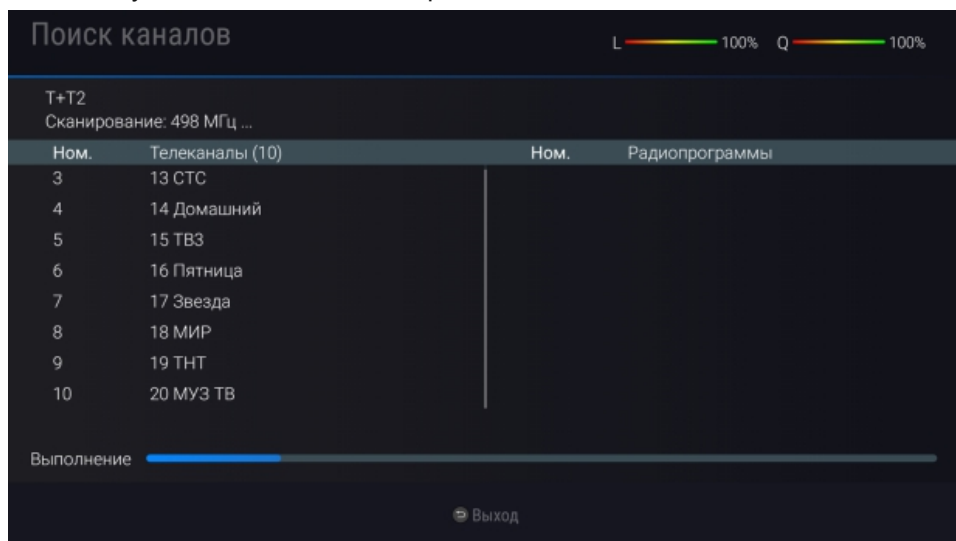 Поиск каналов
L 100% Q 100%
T+T2
Сканирование: 498 МГц ...
Ном. Телеканалы (10) Ном. Радиопрограммы
3 13 СТС
4 14 Домашний
5 15 ТВ3
6 16 Пятница
7 17 Звезда
8 18 МИР
9 19 ТНТ
10 20 МУЗ ТВ
Выполнение
Выход